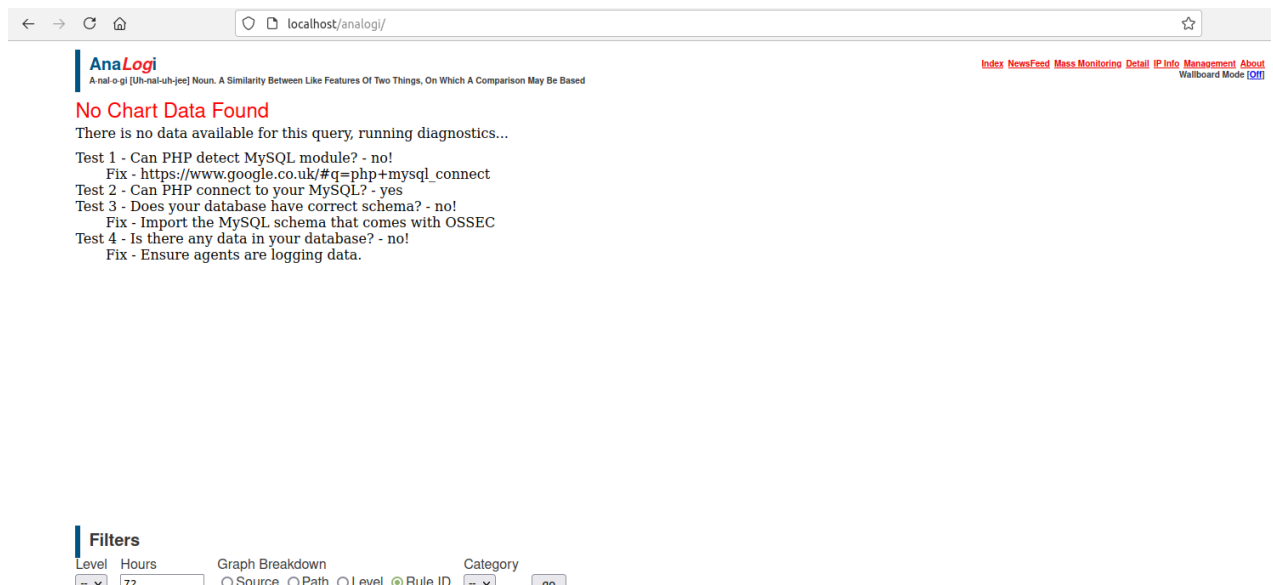 localhost/analogi/
AnaLogi
A·nal·o·gi [Uh-nal-uh-jee] Noun. A Similarity Between Like Features Of Two Things, On Which A Comparison May Be Based
Index NewsFeed Mass Monitoring Detail IP Info Management About
Wallboard Mode [Off]
No Chart Data Found
There is no data available for this query, running diagnostics...
Test 1 - Can PHP detect MySQL module? - no!
Fix - https://www.google.co.uk/#q=php+mysql_connect
Test 2 - Can PHP connect to your MySQL? - yes
Test 3 - Does your database have correct schema? - no!
Fix - Import the MySQL schema that comes with OSSEC
Test 4 - Is there any data in your database? - no!
Fix - Ensure agents are logging data.
Filters
Level Hours Graph Breakdown Category
-- 72 Source Path Level Rule ID -- go